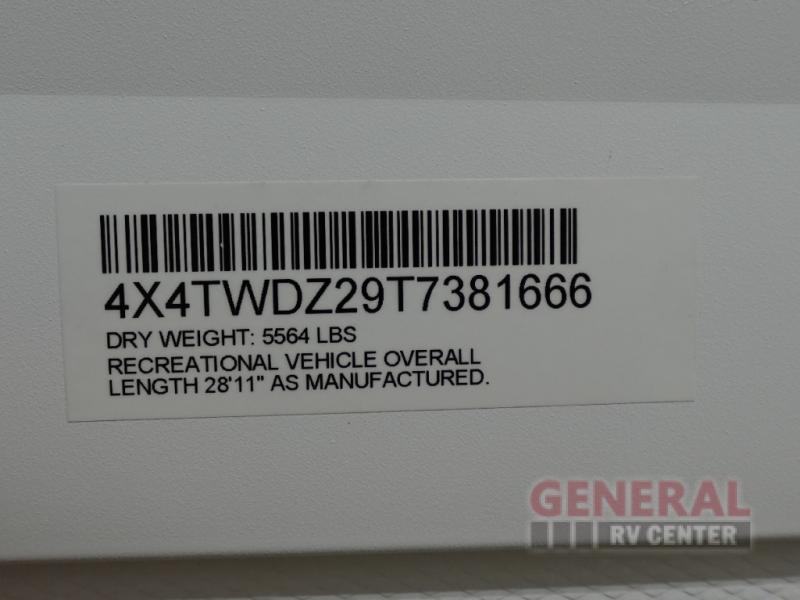 4X4TWDZ29T7381666
DRY WEIGHT: 5564 LBS
RECREATIONAL VEHICLE OVERALL
LENGTH 28'11" AS MANUFACTURED.
GENERAL
RV CENTER